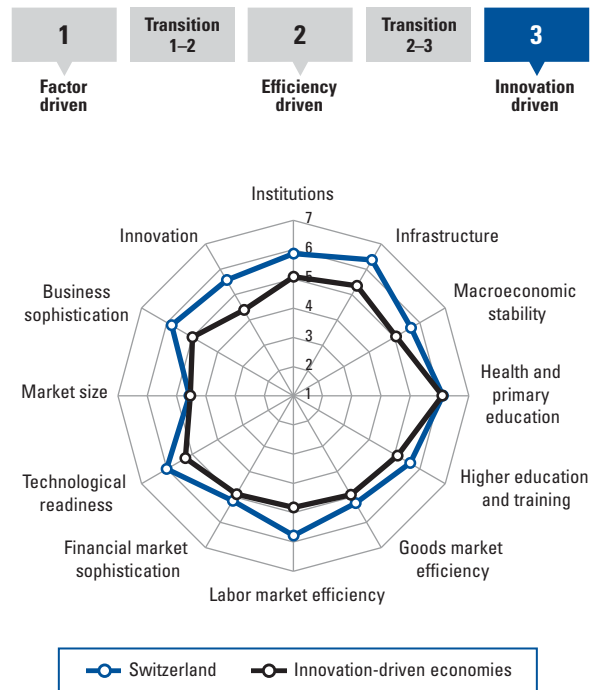 1
Transition
1–2
2
Transition
2–3
3
Factor
driven
Efficiency
driven
Innovation
driven
Institutions
7
Innovation
6
Infrastructure
5
Business
sophistication
4
Macroeconomic
stability
3
2
Market size
1
Health and
primary
education
Technological
readiness
Higher education
and training
Financial market
sophistication
Goods market
efficiency
Labor market efficiency
Switzerland
Innovation-driven economies